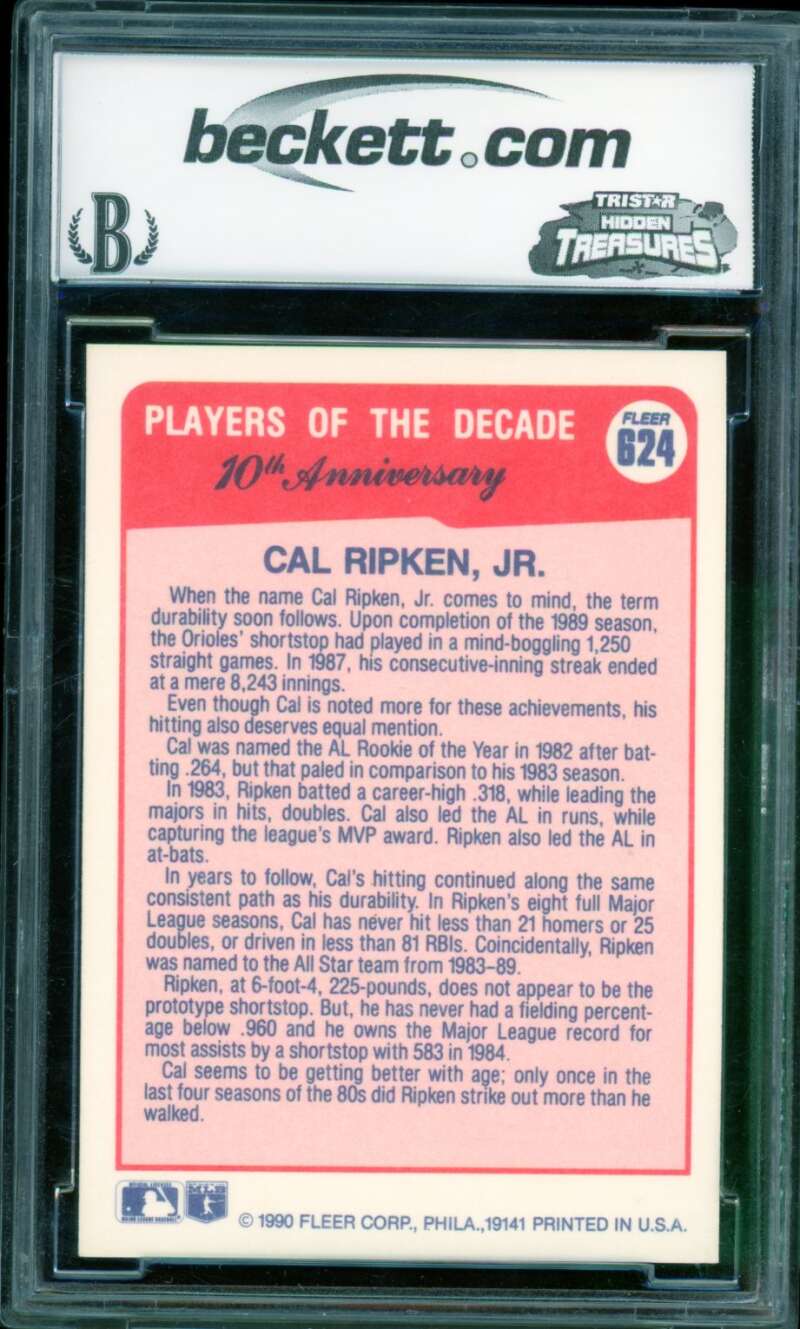 beckett.com
B
TRISTAR
HIDDEN
TREASURES
PLAYERS OF THE DECADE
10th Anniversary
FLEER
624
CAL RIPKEN, JR.
When the name Cal Ripken, Jr. comes to mind, the term
durability soon follows. Upon completion of the 1989 season,
the Orioles' shortstop had played in a mind-boggling 1,250
straight games. In 1987, his consecutive-inning streak ended
at a mere 8,243 innings.
Even though Cal is noted more for these achievements, his
hitting also deserves equal mention.
Cal was named the AL Rookie of the Year in 1982 after bat-
ting .264, but that paled in comparison to his 1983 season.
In 1983, Ripken batted a career-high .318, while leading the
majors in hits, doubles. Cal also led the AL in runs, while
capturing the league's MVP award. Ripken also led the AL in
at-bats.
In years to follow, Cal's hitting continued along the same
consistent path as his durability. In Ripken's eight full Major
League seasons, Cal has never hit less than 21 homers or 25
doubles, or driven in less than 81 RBIs. Coincidentally, Ripken
was named to the All Star team from 1983-89.
Ripken, at 6-foot-4, 225-pounds, does not appear to be the
prototype shortstop. But, he has never had a fielding percent-
age below .960 and he owns the Major League record for
most assists by a shortstop with 583 in 1984.
Cal seems to be getting better with age; only once in the
last four seasons of the 80s did Ripken strike out more than he
walked.
OFFICIAL LICENSEE
MAJOR LEAGUE BASEBALL
MLB
© 1990 FLEER CORP., PHILA.,19141 PRINTED IN U.S.A.